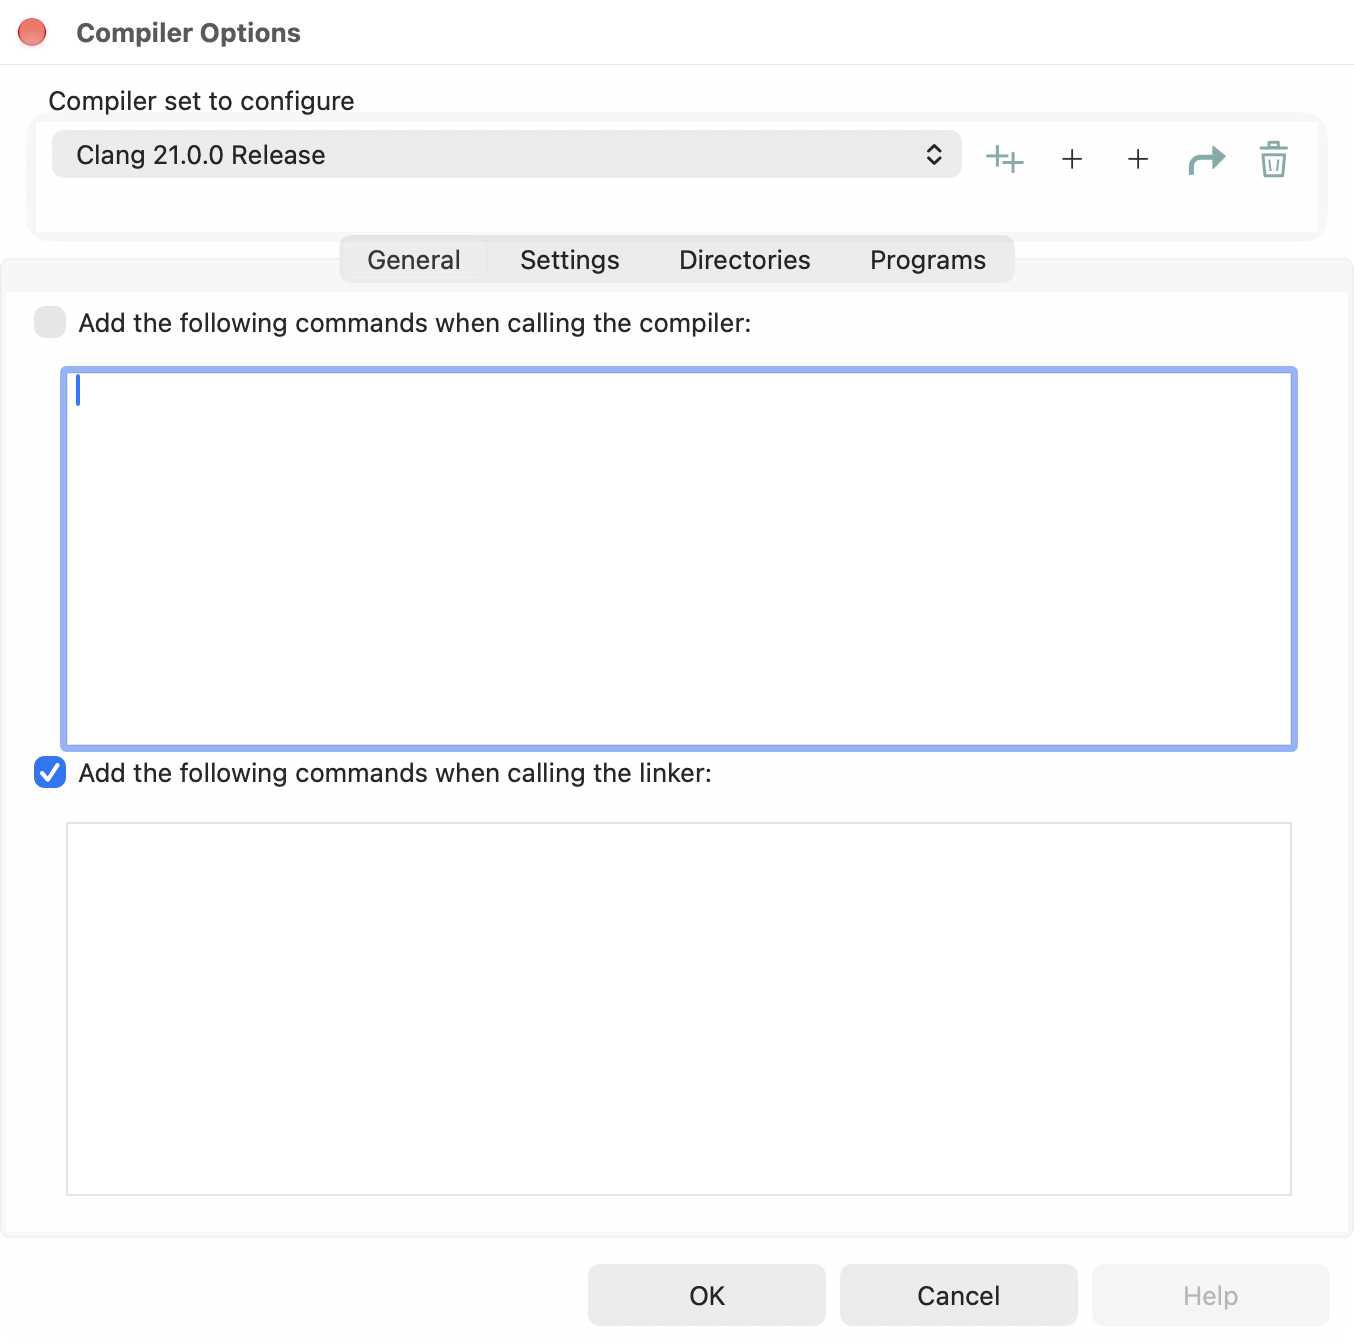 Compiler Options
Compiler set to configure
Clang 21.0.0 Release
General Settings Directories Programs
Add the following commands when calling the compiler:
Add the following commands when calling the linker:
OK Cancel Help